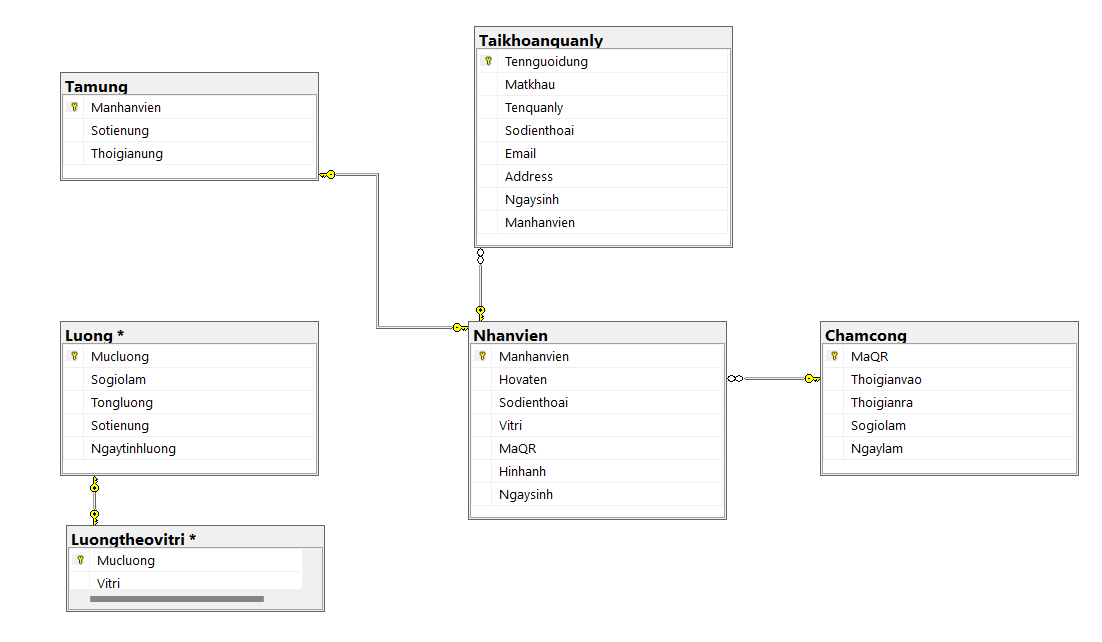 Taikhoanquanly
Tennguoidung
Matkhau
Tenquanly
Sodienthoai
Email
Address
Ngaysinh
Manhanvien
Tamung
Manhanvien
Sotienung
Thoigianung
Luong *
Mucluong
Sogiolam
Tongluong
Sotienung
Ngaytinhluong
Nhanvien
Manhanvien
Hovaten
Sodienthoai
Vitri
MaQR
Hinhanh
Ngaysinh
Chamcong
MaQR
Thoigianvao
Thoigianra
Sogiolam
Ngaylam
Luongtheovitri *
Mucluong
Vitri